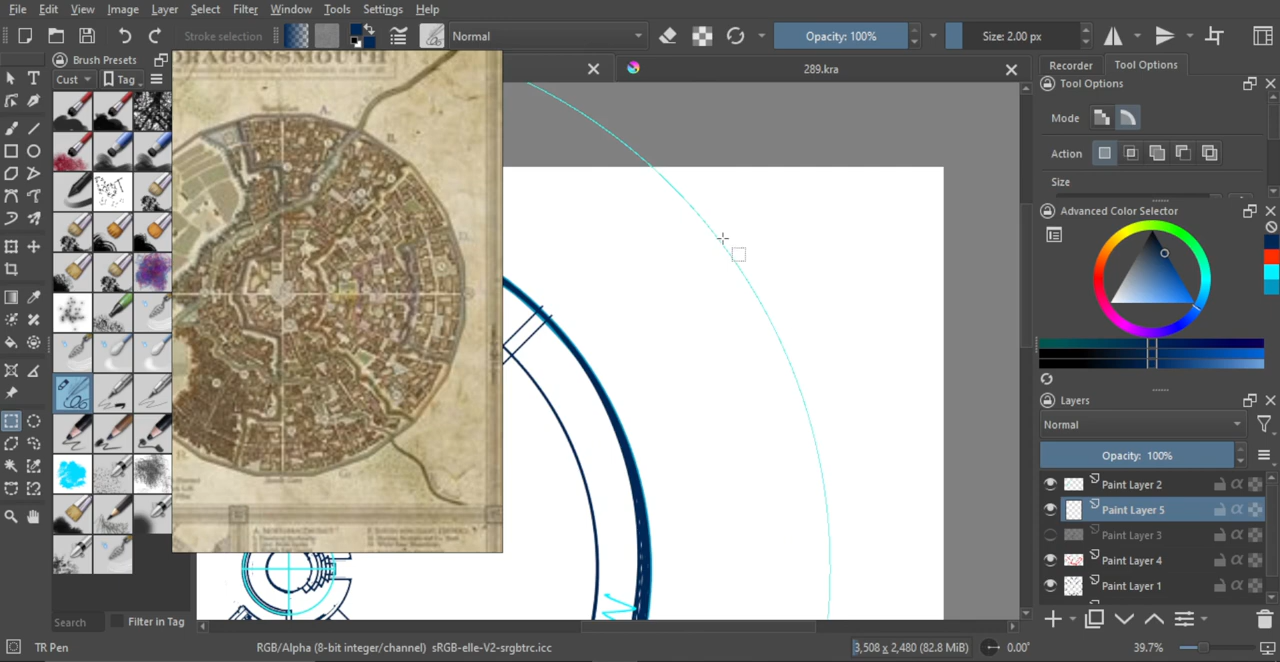 File Edit View Image Layer Select Filter Window Tools Settings Help
Stroke selection Normal Opacity: 100% Size: 2.00 px
Brush Presets
Cust Tag
DRAGONSMOUTH
A.
B.
289.kra
Recorder Tool Options
Tool Options
Mode
Action
Size
Advanced Color Selector
Layers
Normal
Opacity: 100%
Paint Layer 2
Paint Layer 5
Paint Layer 3
Paint Layer 4
Paint Layer 1
Search Filter in Tag
TR Pen RGB/Alpha (8-bit integer/channel) sRGB-elle-V2-srgbtrc.icc 3,508 x 2,480 (82.8 MiB) 0.00° 39.7%